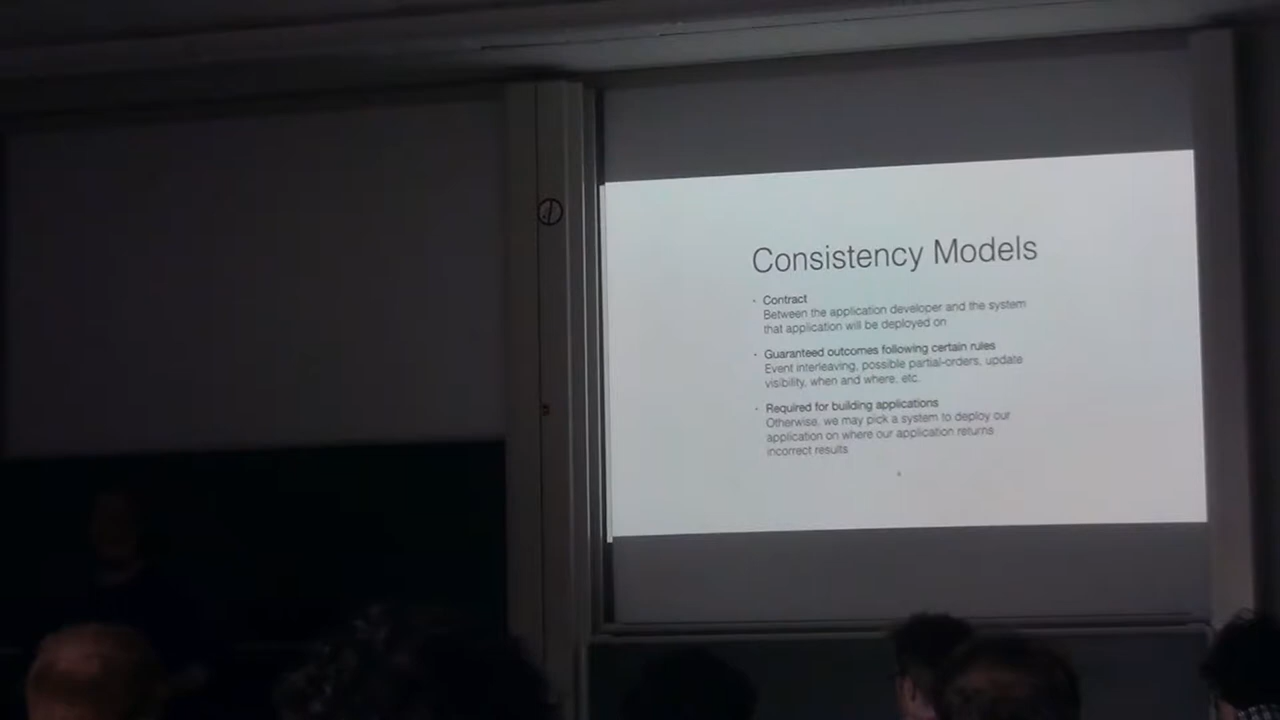 Consistency Models
· Contract
Between the application developer and the system
that application will be deployed on
· Guaranteed outcomes following certain rules
Event interleaving, possible partial-orders, update
visibility, when and where, etc.
· Required for building applications
Otherwise, we may pick a system to deploy our
application on where our application returns
incorrect results